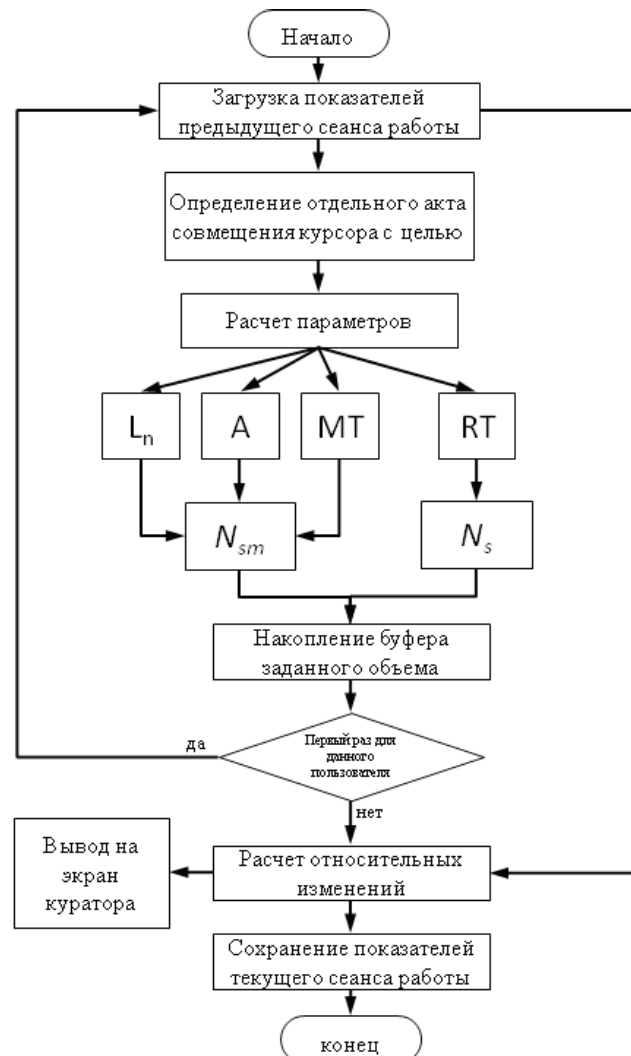 Начало
Загрузка показателей
предыдущего сеанса работы
Определение отдельного акта
совмещения курсора с целью
Расчет параметров
Ln
A
MT
RT
Nsm
Ns
Накопление буфера
заданного объема
да
Первый раз для
данного
пользователя
нет
Вывод на
экран
куратора
Расчет относительных
изменений
Сохранение показателей
текущего сеанса работы
конец